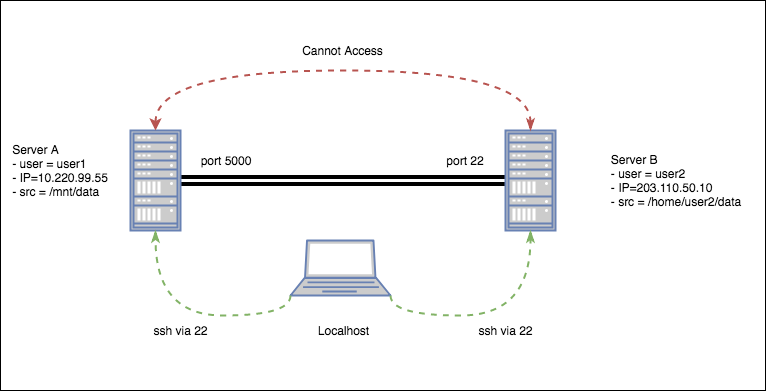 Cannot Access
Server A
- user = user1
- IP=10.220.99.55
- src = /mnt/data
port 5000
port 22
Server B
- user = user2
- IP=203.110.50.10
- src = /home/user2/data
ssh via 22
Localhost
ssh via 22